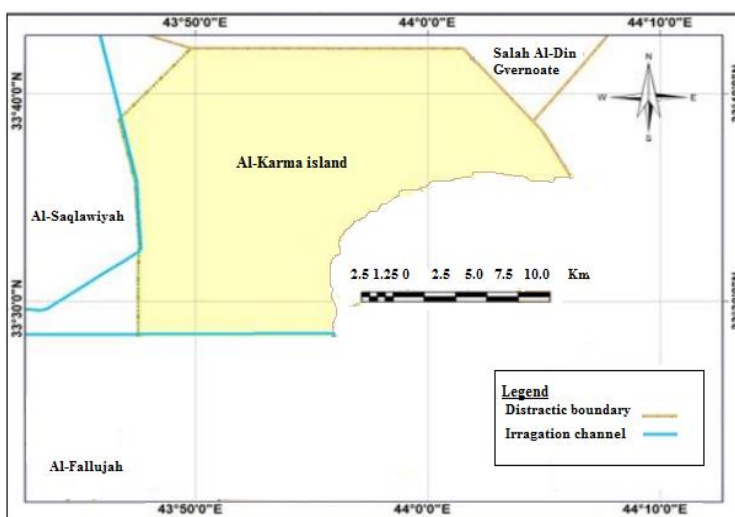 43°50'0"E 44°0'0"E 44°10'0"E
Salah Al-Din
Gvernoate
N
W E
S
33°40'0"N
Al-Karma island
Al-Saqlawiyah
2.5 1.25 0 2.5 5.0 7.5 10.0 Km
33°30'0"N
Legend
Distractic boundary
Irragation channel
Al-Fallujah
43°50'0"E 44°0'0"E 44°10'0"E